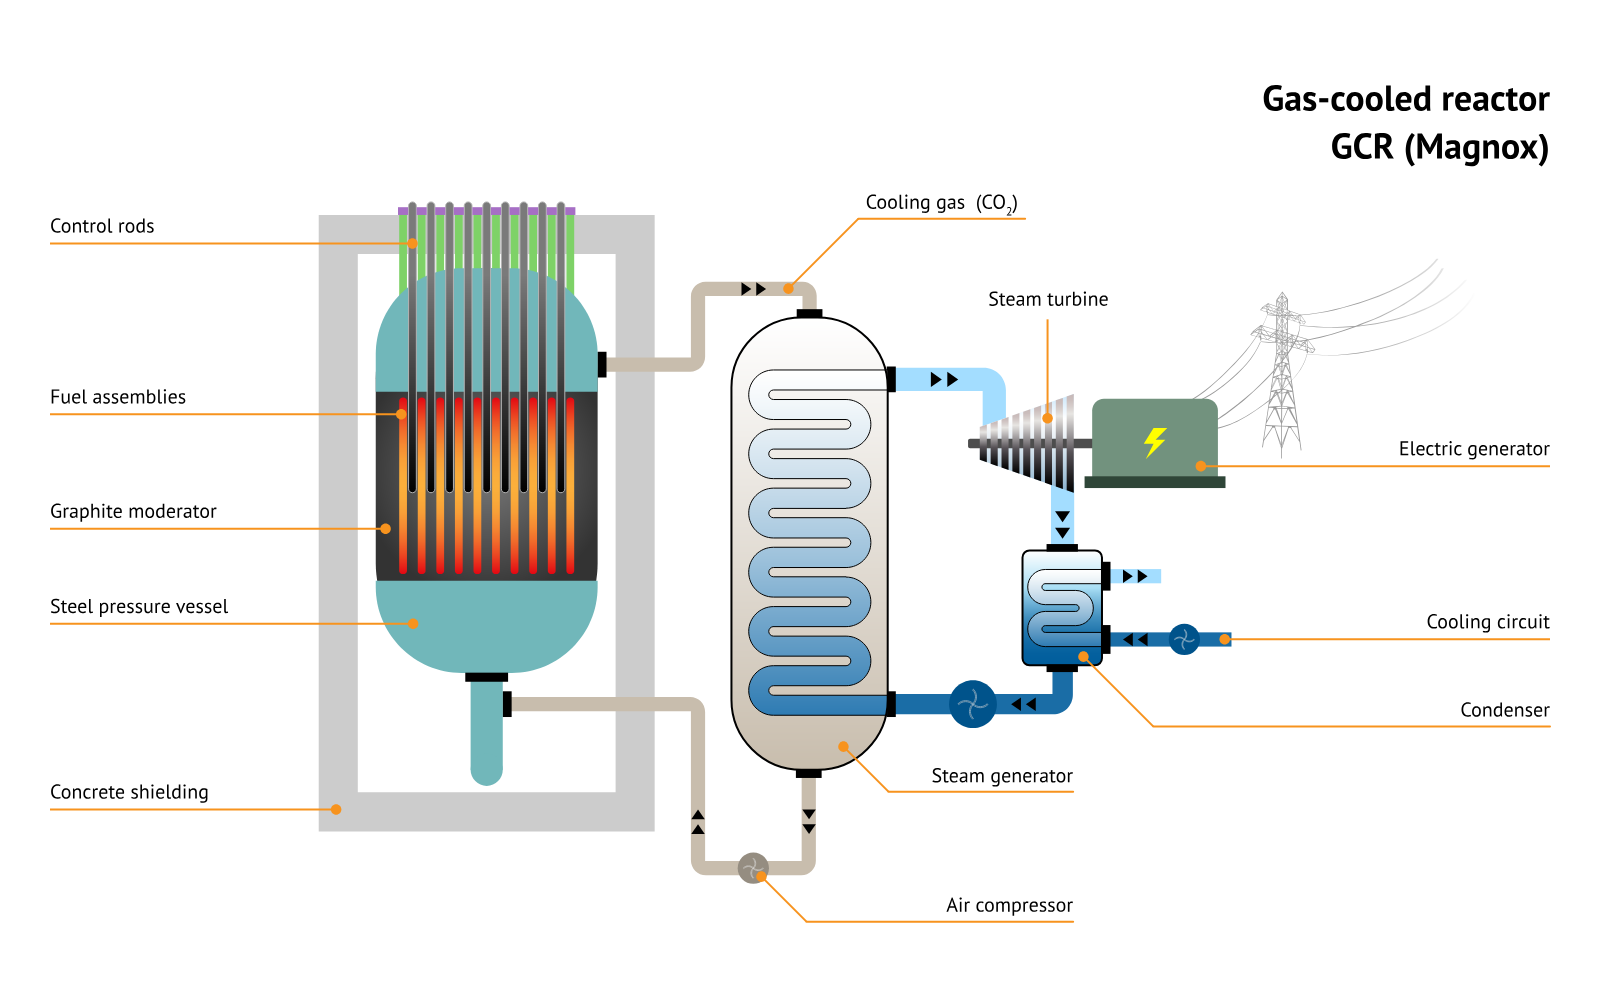 Gas-cooled reactor
GCR (Magnox)
Cooling gas (CO₂)
Control rods
Steam turbine
Fuel assemblies
Electric generator
Graphite moderator
Steel pressure vessel
Cooling circuit
Condenser
Steam generator
Concrete shielding
Air compressor